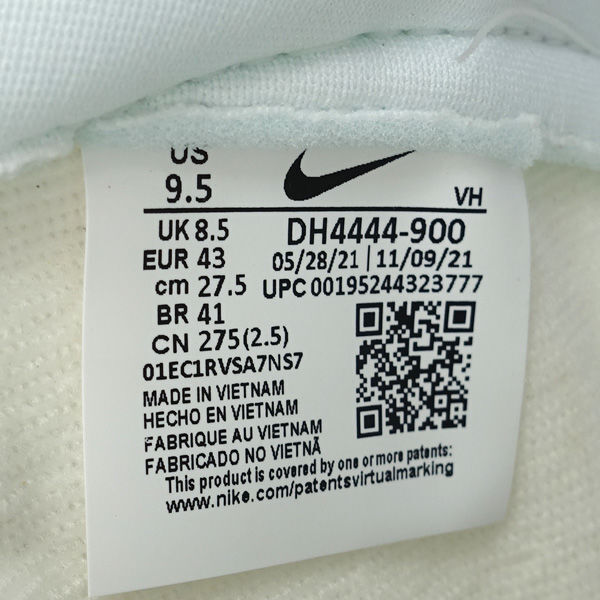 US
9.5
VH
UK 8.5
EUR 43
cm 27.5
BR 41
CN 275(2.5)
01EC1RVSA7NS7
DH4444-900
05/28/21 | 11/09/21
UPC 00195244323777
MADE IN VIETNAM
HECHO EN VIETNAM
FABRIQUE AU VIETNAM
FABRICADO NO VIETNÃ
This product is covered by one or more patents
www.nike.com/patentsvirtualmarking